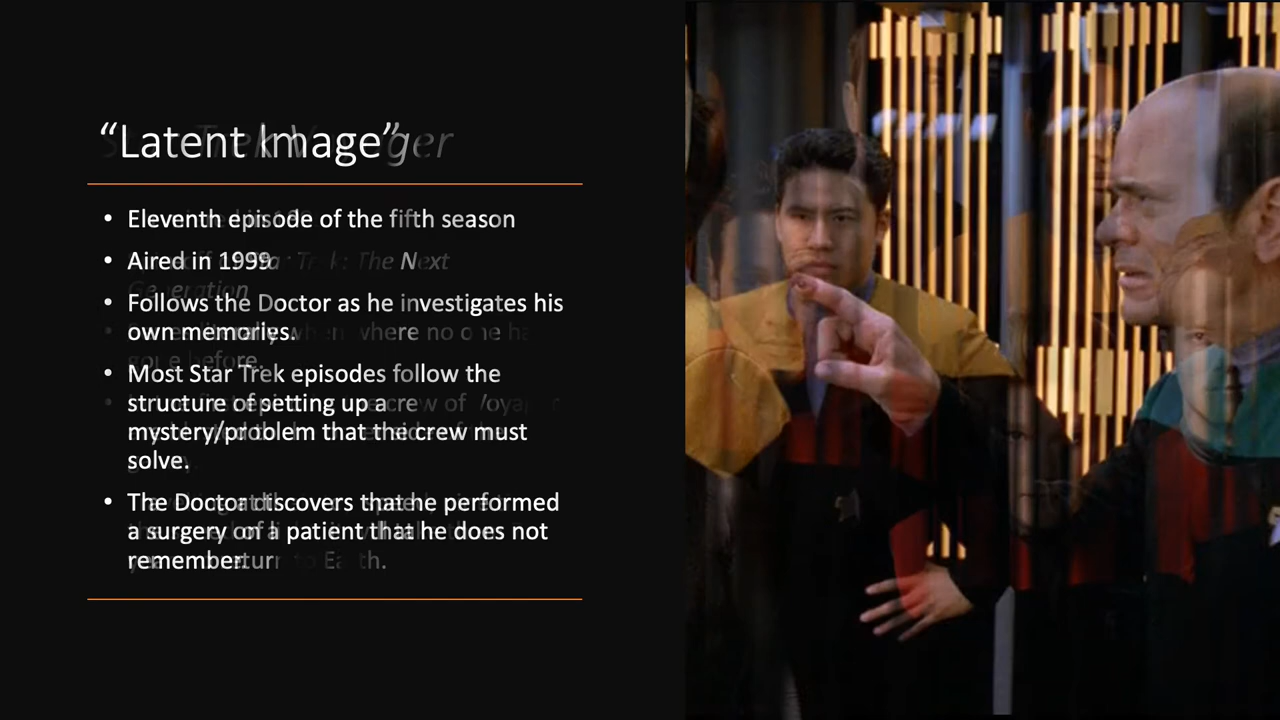 “Latent Image”
• Eleventh episode of the fifth season
• Aired in 1999
• Follows the Doctor as he investigates his
own memories.
• Most Star Trek episodes follow the
structure of setting up a
mystery/problem that the crew must
solve.
• The Doctor discovers that he performed
a surgery on a patient that he does not
remember.